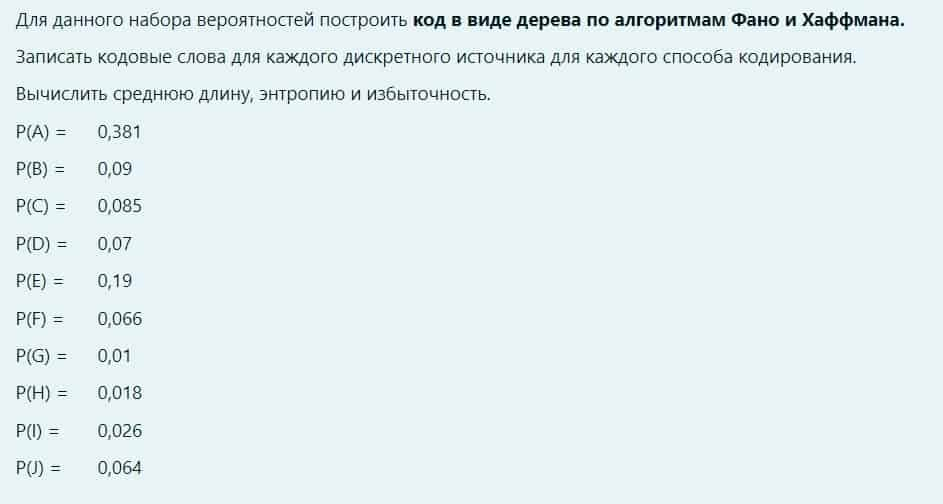 Для данного набора вероятностей построить код в виде дерева по алгоритмам Фано и Хаффмана.
Записать кодовые слова для каждого дискретного источника для каждого способа кодирования.
Вычислить среднюю длину, энтропию и избыточность.
P(A) = 0,381
P(B) = 0,09
P(C) = 0,085
P(D) = 0,07
P(E) = 0,19
P(F) = 0,066
P(G) = 0,01
P(H) = 0,018
P(I) = 0,026
P(J) = 0,064